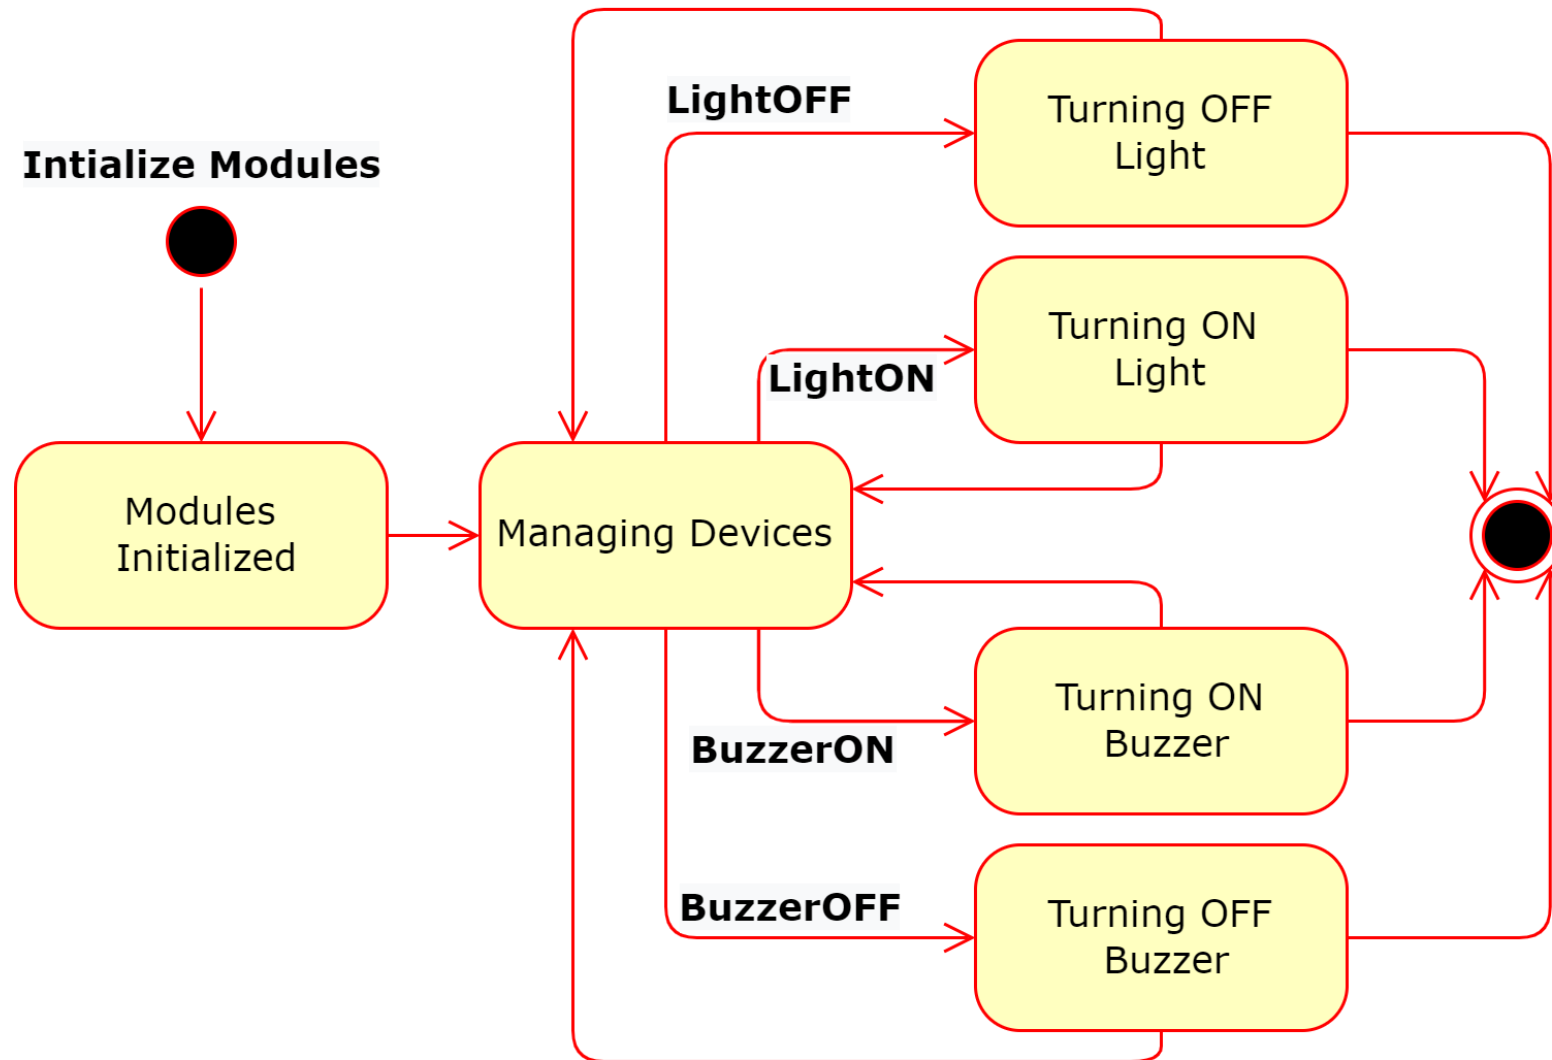 LightOFF
Turning OFF
Light
Intialize Modules
Turning ON
Light
LightON
Modules
Initialized
Managing Devices
Turning ON
Buzzer
BuzzerON
BuzzerOFF
Turning OFF
Buzzer